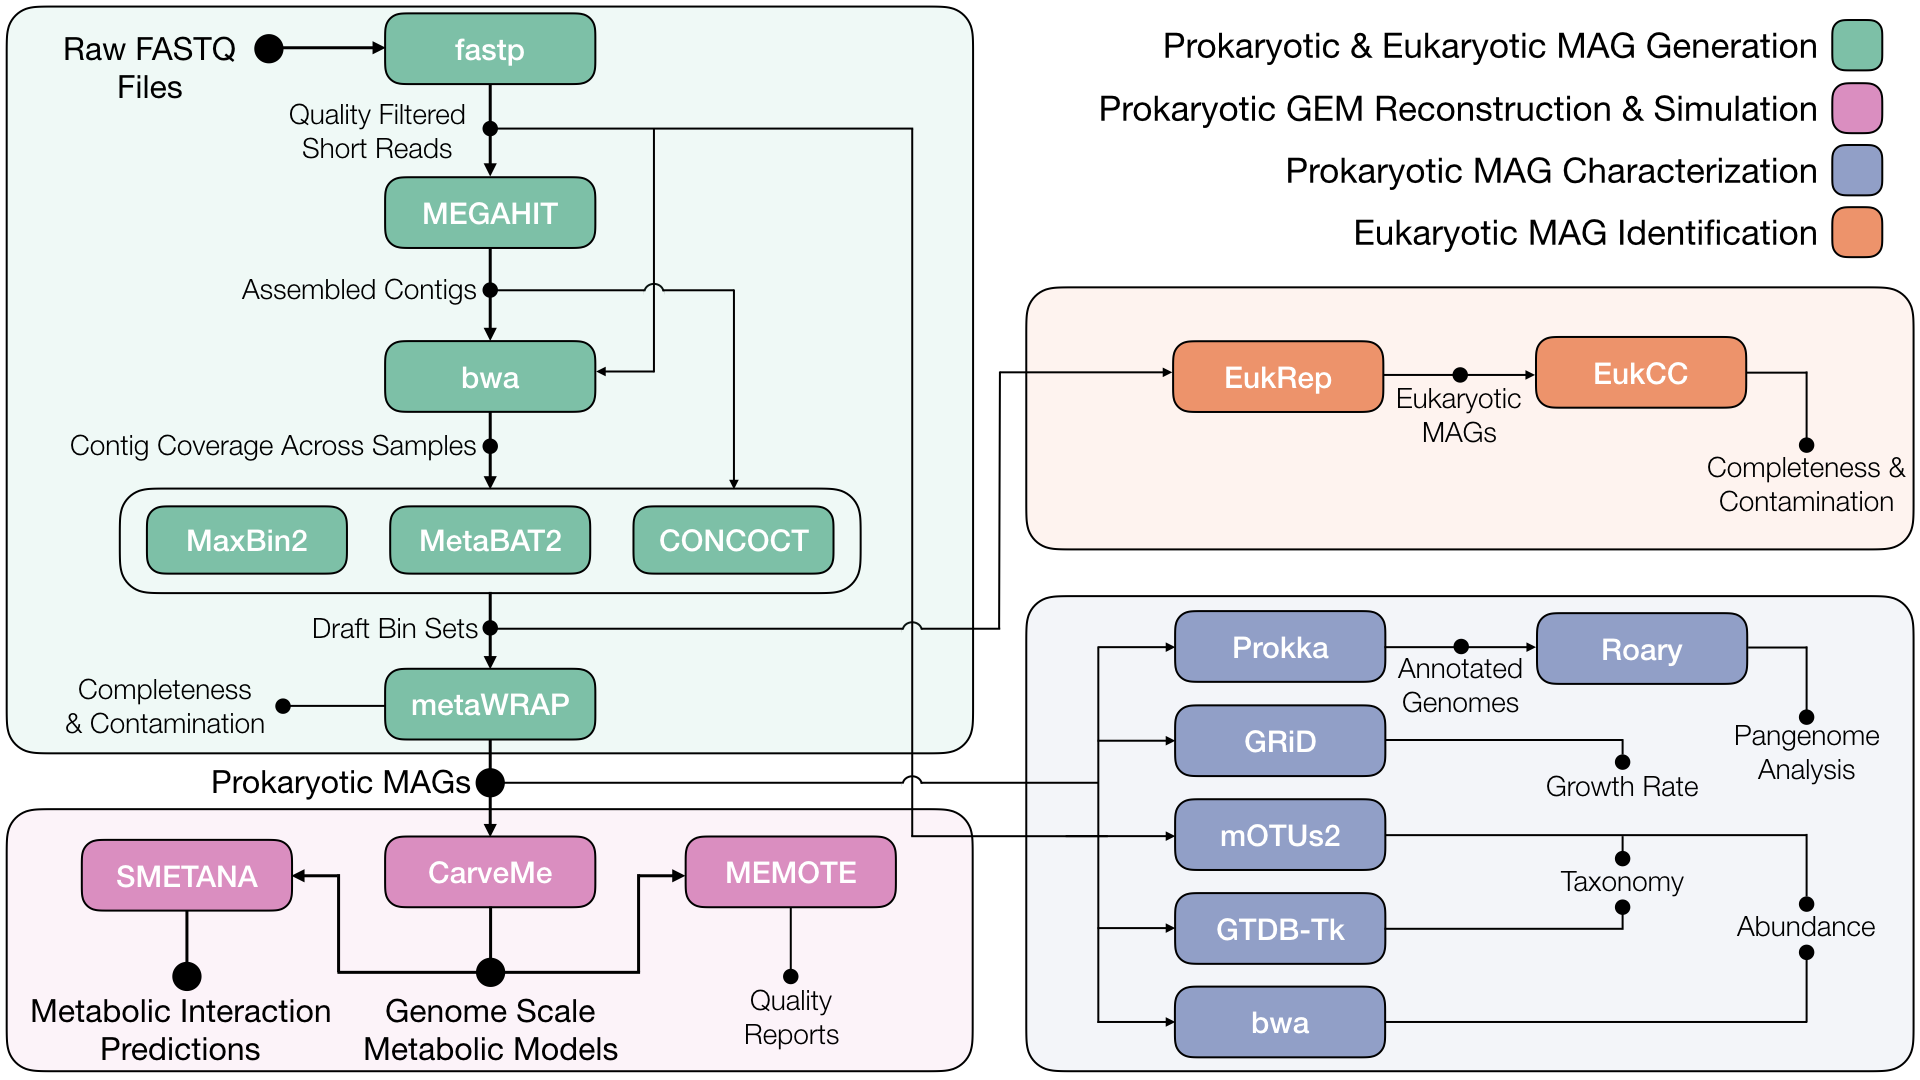 Raw FASTQ
Files
fastp
Quality Filtered
Short Reads
MEGAHIT
Assembled Contigs
bwa
Contig Coverage Across Samples
MaxBin2
MetaBAT2
CONCOCT
Draft Bin Sets
metaWRAP
Completeness
& Contamination
Prokaryotic MAGs
SMETANA
CarveMe
MEMOTE
Metabolic Interaction
Predictions
Genome Scale
Metabolic Models
Quality
Reports
Prokaryotic & Eukaryotic MAG Generation
Prokaryotic GEM Reconstruction & Simulation
Prokaryotic MAG Characterization
Eukaryotic MAG Identification
EukRep
Eukaryotic
MAGs
EukCC
Completeness &
Contamination
Prokka
Annotated
Genomes
Roary
Pangenome
Analysis
GRiD
Growth Rate
mOTUs2
Taxonomy
GTDB-Tk
Abundance
bwa